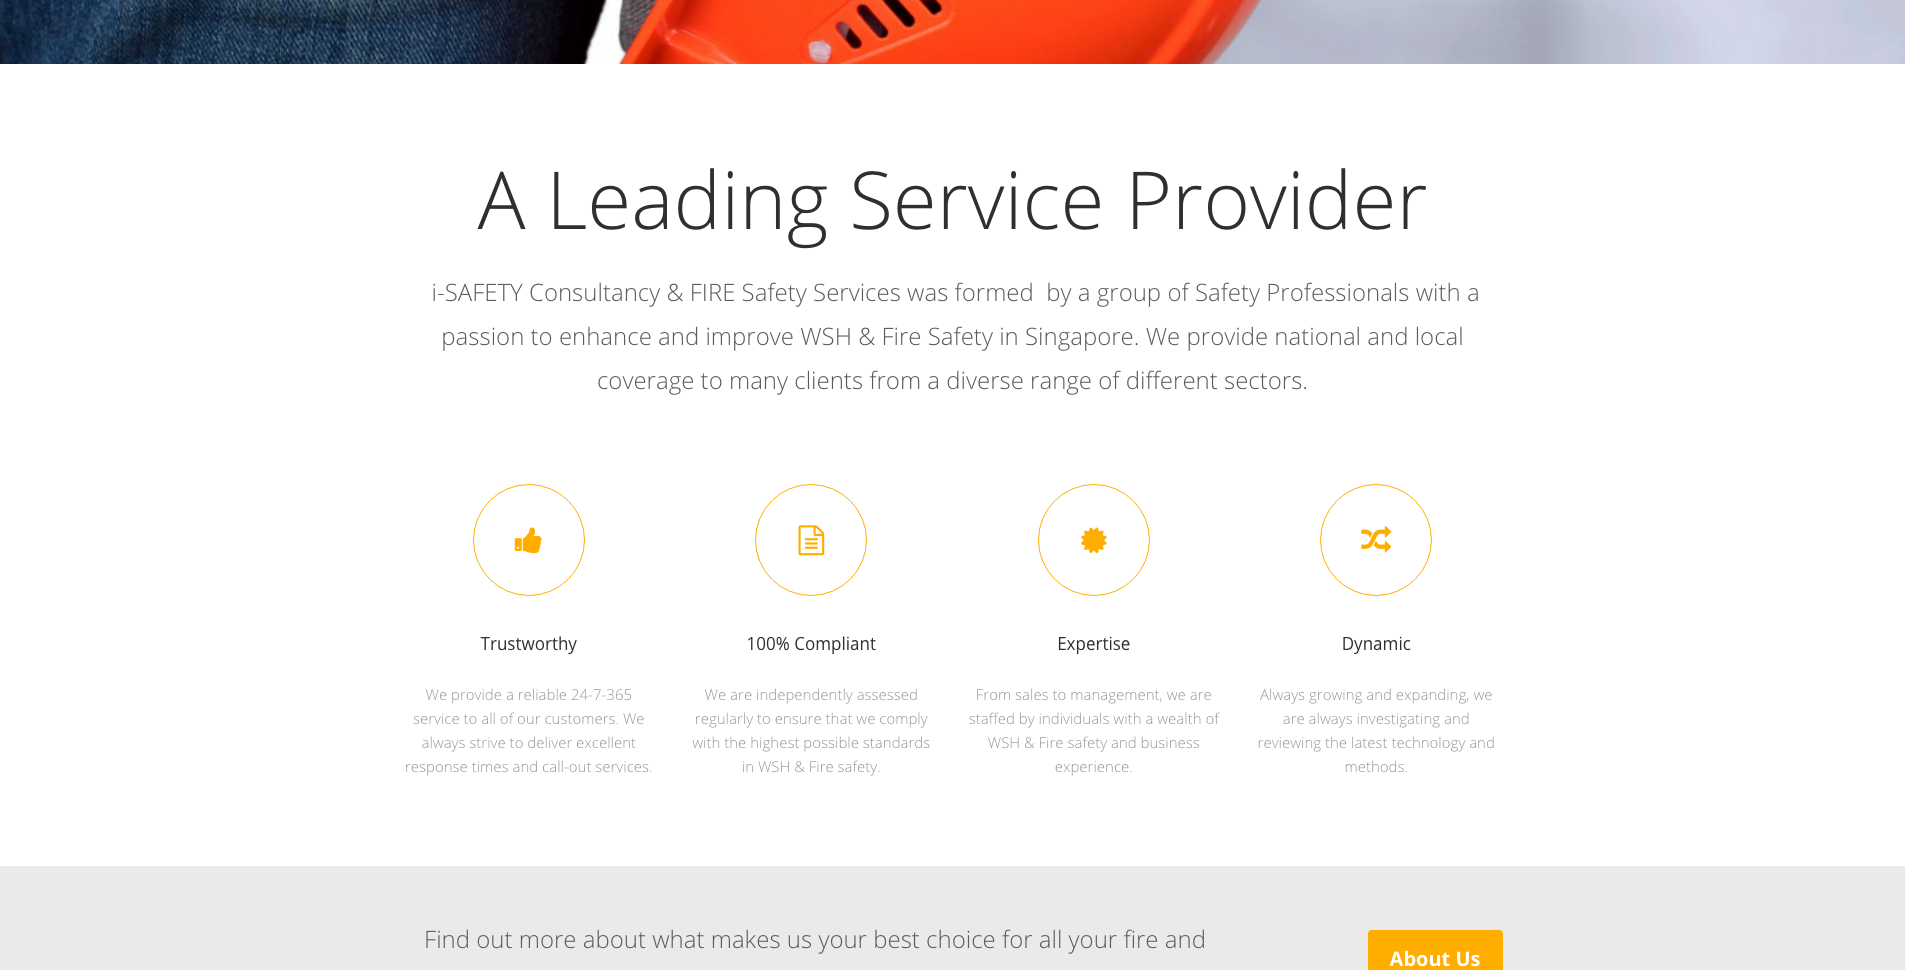 A Leading Service Provider
i-SAFETY Consultancy & FIRE Safety Services was formed  by a group of Safety Professionals with a
passion to enhance and improve WSH & Fire Safety in Singapore. We provide national and local
coverage to many clients from a diverse range of different sectors.
Trustworthy
We provide a reliable 24-7-365
service to all of our customers. We
always strive to deliver excellent
response times and call-out services.
100% Compliant
We are independently assessed
regularly to ensure that we comply
with the highest possible standards
in WSH & Fire safety.
Expertise
From sales to management, we are
staffed by individuals with a wealth of
WSH & Fire safety and business
experience.
Dynamic
Always growing and expanding, we
are always investigating and
reviewing the latest technology and
methods.
Find out more about what makes us your best choice for all your fire and
About Us